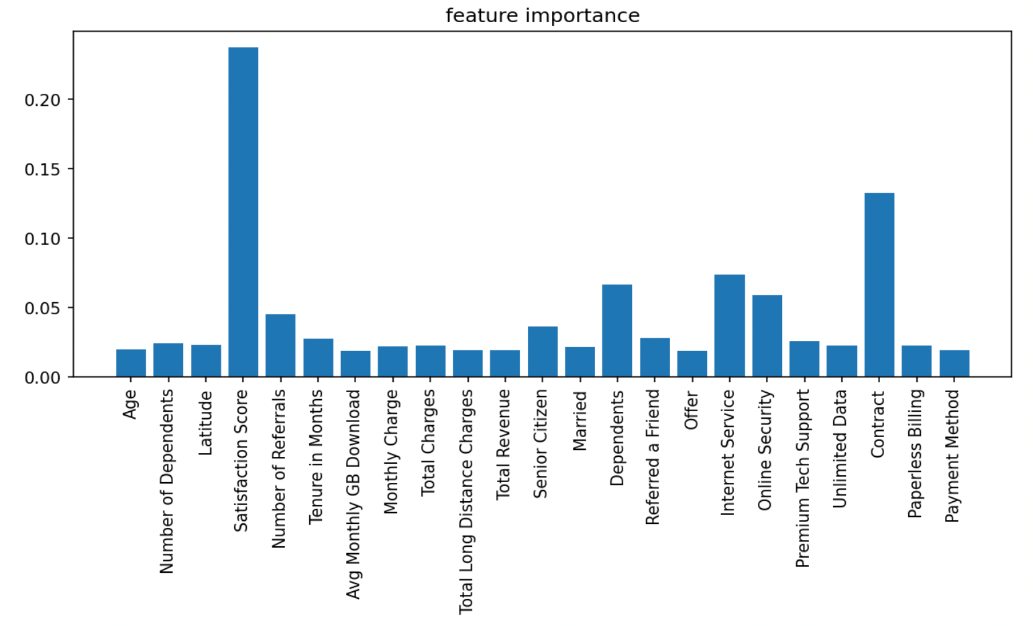 feature importance
0.20
0.15
0.10
0.05
0.00
Age
Number of Dependents
Latitude
Satisfaction Score
Number of Referrals
Tenure in Months
Avg Monthly GB Download
Monthly Charge
Total Charges
Total Long Distance Charges
Total Revenue
Senior Citizen
Married
Dependents
Referred a Friend
Offer
Internet Service
Online Security
Premium Tech Support
Unlimited Data
Contract
Paperless Billing
Payment Method